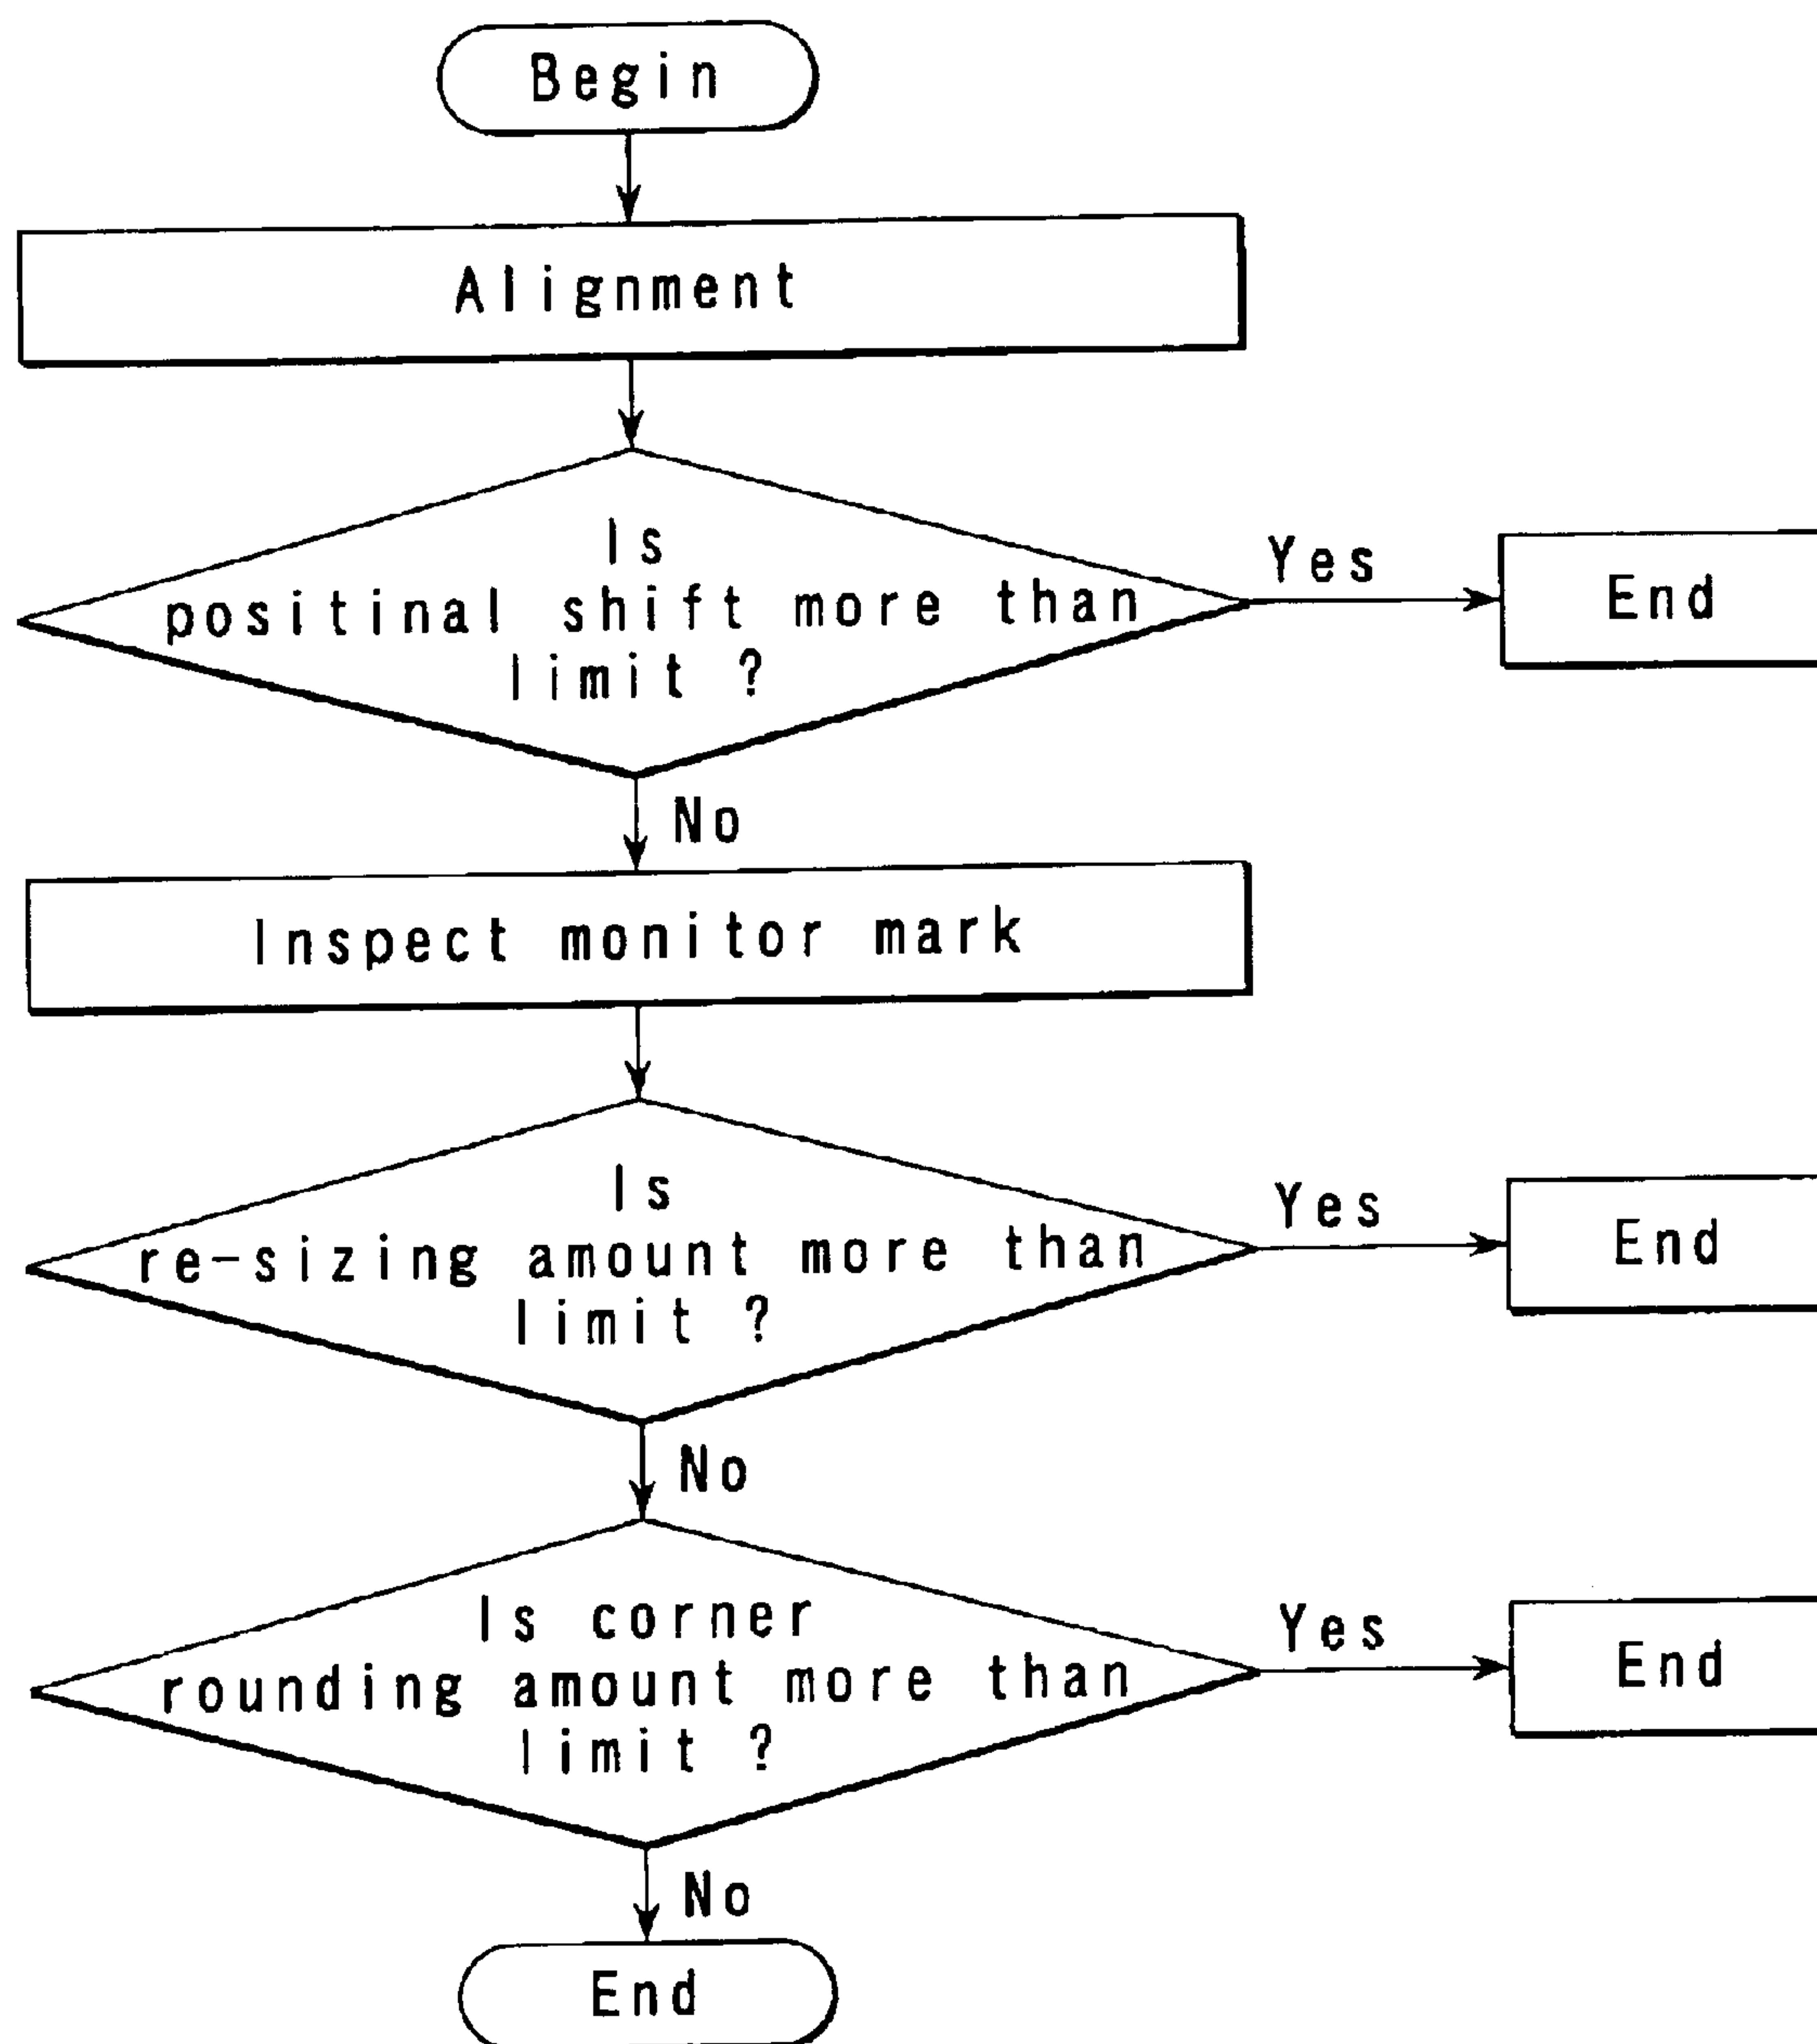 Begin
Alignment
Is
positinal shift more than
limit ?
Yes
End
No
Inspect monitor mark
Is
re-sizing amount more than
limit ?
Yes
End
No
Is corner
rounding amount more than
limit ?
Yes
End
No
End